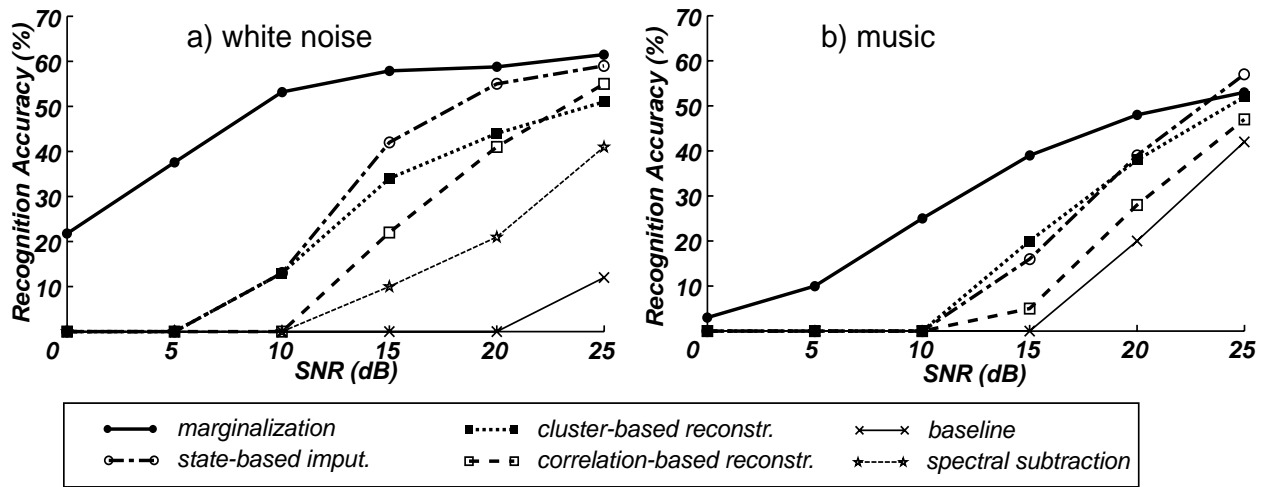 Recognition Accuracy (%)
70
60
50
40
30
20
10
0
a) white noise
0 5 10 15 20 25
SNR (dB)
Recognition Accuracy (%)
70
60
50
40
30
20
10
b) music
0 5 10 15 20 25
SNR (dB)
marginalization
state-based imput.
cluster-based reconstr.
correlation-based reconstr.
baseline
spectral subtraction